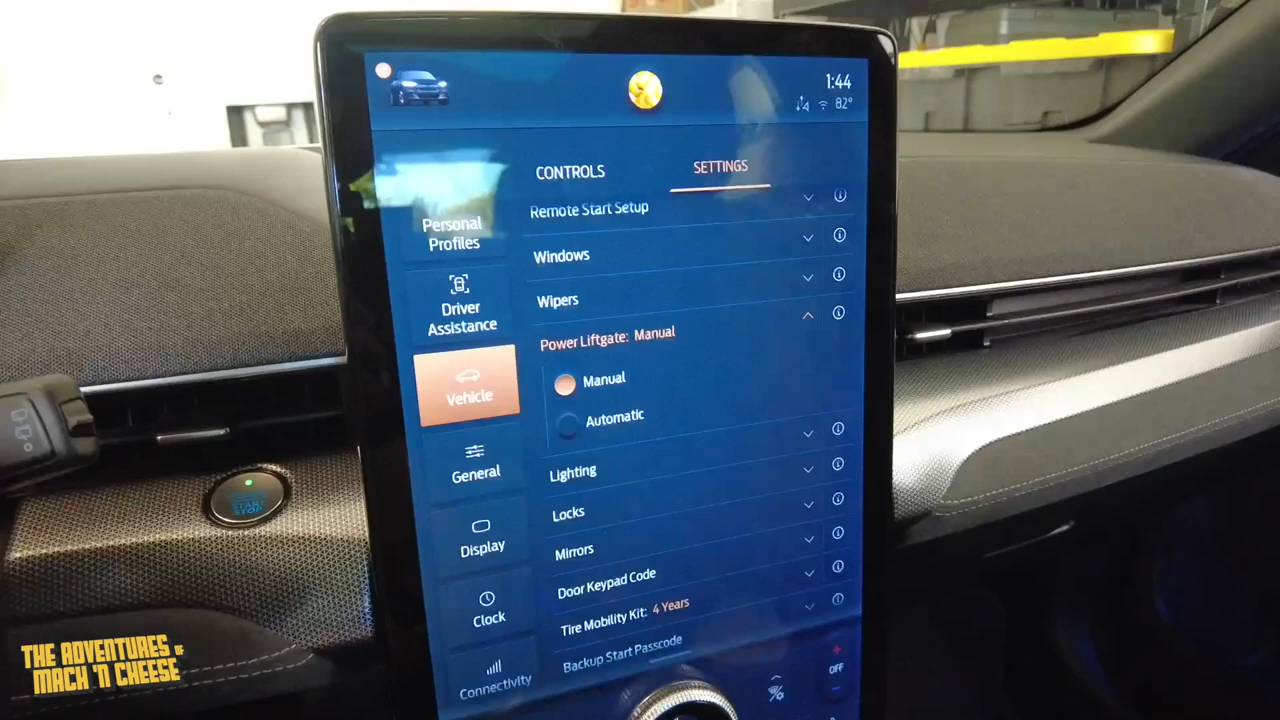 1:44
82°
CONTROLS
SETTINGS
Personal
Profiles
Driver
Assistance
Vehicle
General
Display
Clock
Connectivity
Remote Start Setup
Windows
Wipers
Power Liftgate: Manual
Manual
Automatic
Lighting
Locks
Mirrors
Door Keypad Code
Tire Mobility Kit: 4 Years
Backup Start Passcode
OFF
START
STOP
THE ADVENTURES OF
MACH 'N CHEESE